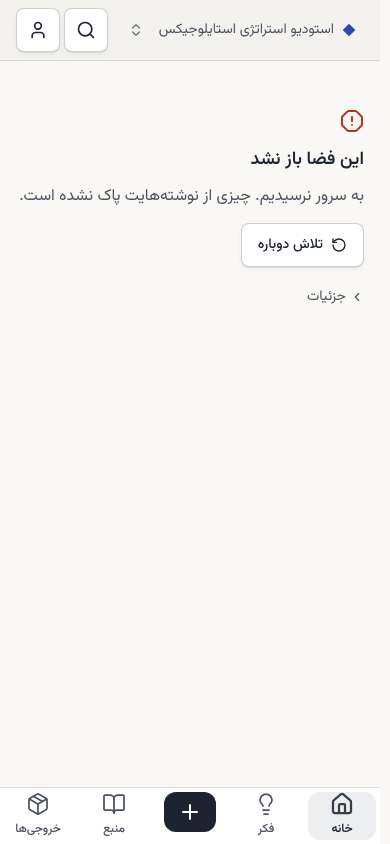 استودیو استراتژی استایلوجیکس
این فضا باز نشد
به سرور نرسیدیم. چیزی از نوشته‌هایت پاک نشده است.
تلاش دوباره
جزئیات
خانه
فکر
منبع
خروجی‌ها